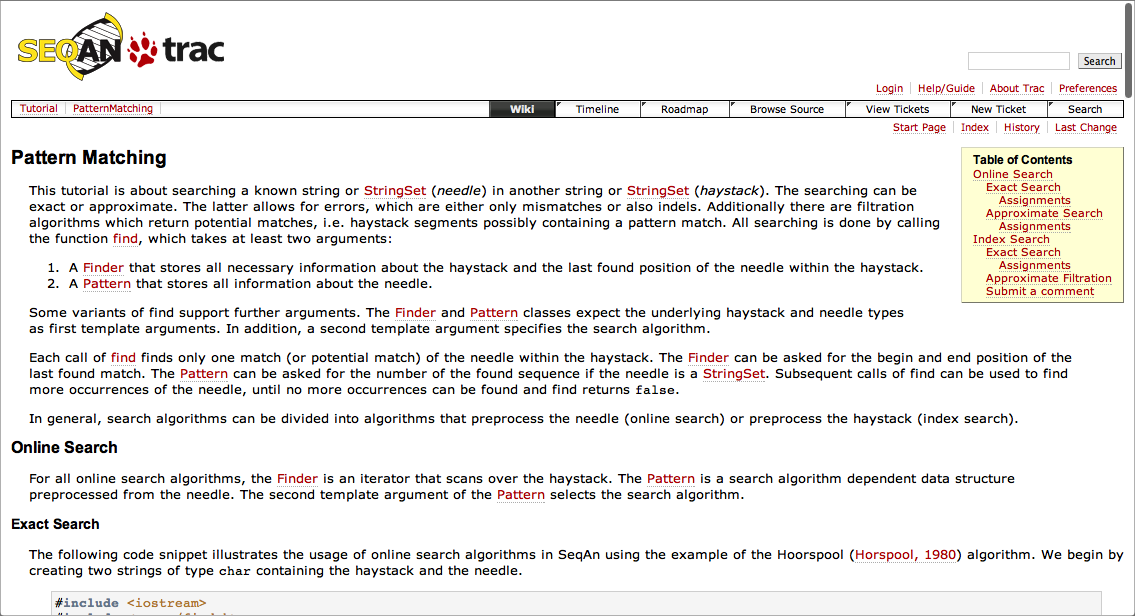 SEQAN trac
Search
Login Help/Guide About Trac Preferences
Tutorial PatternMatching Wiki Timeline Roadmap Browse Source View Tickets New Ticket Search
Start Page Index History Last Change
Pattern Matching
This tutorial is about searching a known string or StringSet (needle) in another string or StringSet (haystack). The searching can be
exact or approximate. The latter allows for errors, which are either only mismatches or also indels. Additionally there are filtration
algorithms which return potential matches, i.e. haystack segments possibly containing a pattern match. All searching is done by calling
the function find, which takes at least two arguments:
1. A Finder that stores all necessary information about the haystack and the last found position of the needle within the haystack.
2. A Pattern that stores all information about the needle.
Table of Contents
Online Search
Exact Search
Assignments
Approximate Search
Assignments
Index Search
Exact Search
Assignments
Approximate Filtration
Submit a comment
Some variants of find support further arguments. The Finder and Pattern classes expect the underlying haystack and needle types
as first template arguments. In addition, a second template argument specifies the search algorithm.
Each call of find finds only one match (or potential match) of the needle within the haystack. The Finder can be asked for the begin and end position of the
last found match. The Pattern can be asked for the number of the found sequence if the needle is a StringSet. Subsequent calls of find can be used to find
more occurrences of the needle, until no more occurrences can be found and find returns false.
In general, search algorithms can be divided into algorithms that preprocess the needle (online search) or preprocess the haystack (index search).
Online Search
For all online search algorithms, the Finder is an iterator that scans over the haystack. The Pattern is a search algorithm dependent data structure
preprocessed from the needle. The second template argument of the Pattern selects the search algorithm.
Exact Search
The following code snippet illustrates the usage of online search algorithms in SeqAn using the example of the Hoorspool (Horspool, 1980) algorithm. We begin by
creating two strings of type char containing the haystack and the needle.
#include <iostream>